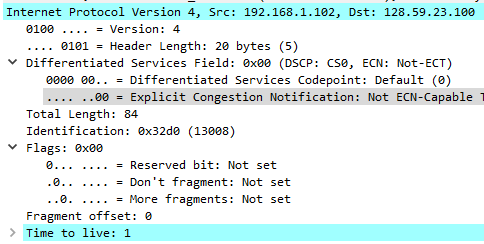 Internet Protocol Version 4, Src: 192.168.1.102, Dst: 128.59.23.100
0100 .... = Version: 4
.... 0101 = Header Length: 20 bytes (5)
Differentiated Services Field: 0x00 (DSCP: CS0, ECN: Not-ECT)
0000 00.. = Differentiated Services Codepoint: Default (0)
.... ..00 = Explicit Congestion Notification: Not ECN-Capable T
Total Length: 84
Identification: 0x32d0 (13008)
Flags: 0x00
0... .... = Reserved bit: Not set
.0.. .... = Don't fragment: Not set
..0. .... = More fragments: Not set
Fragment offset: 0
Time to live: 1